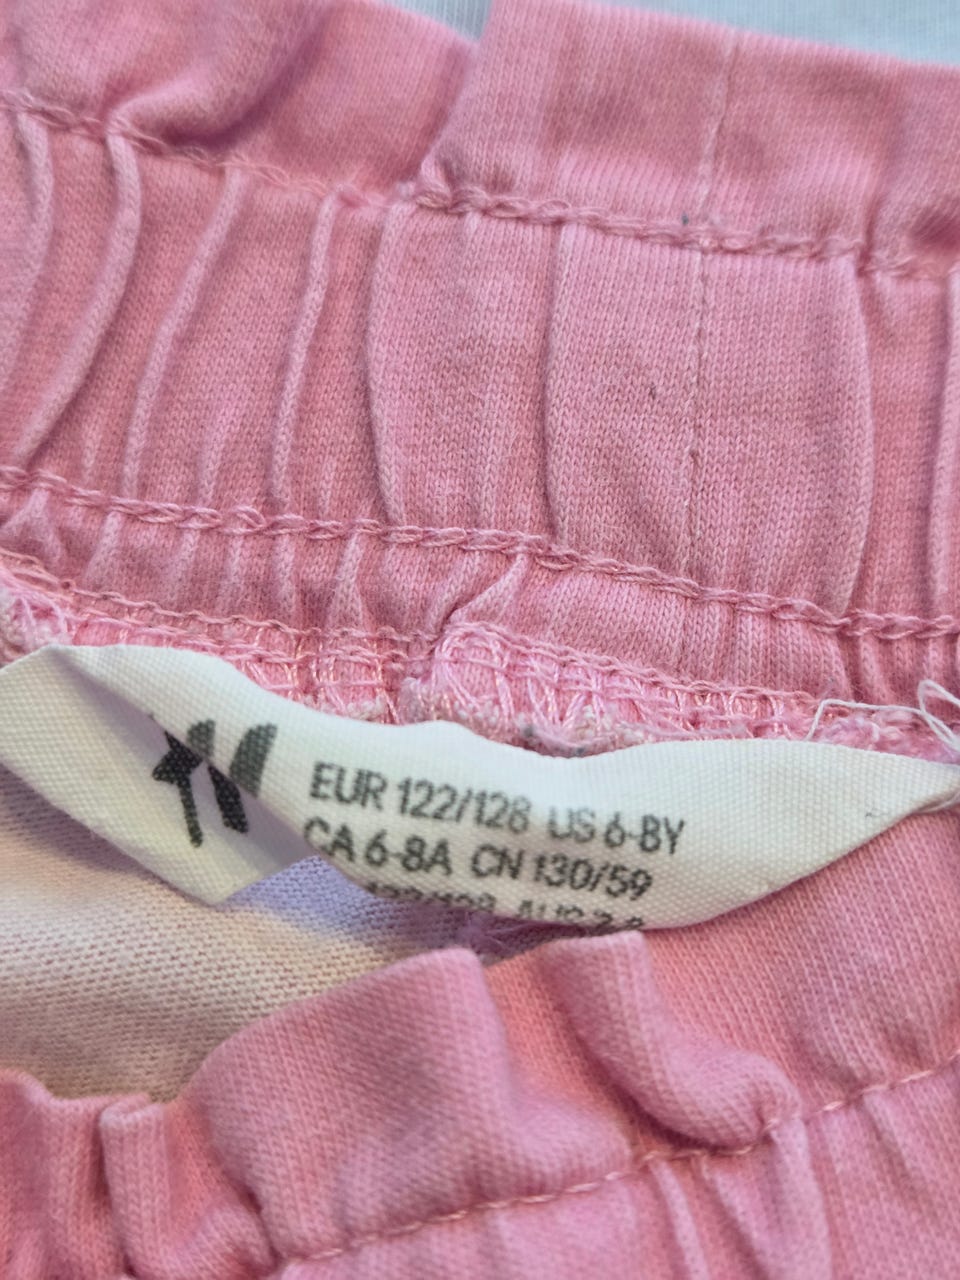 EUR 122/128 US 6-8Y
CA 6-8A CN 130/59